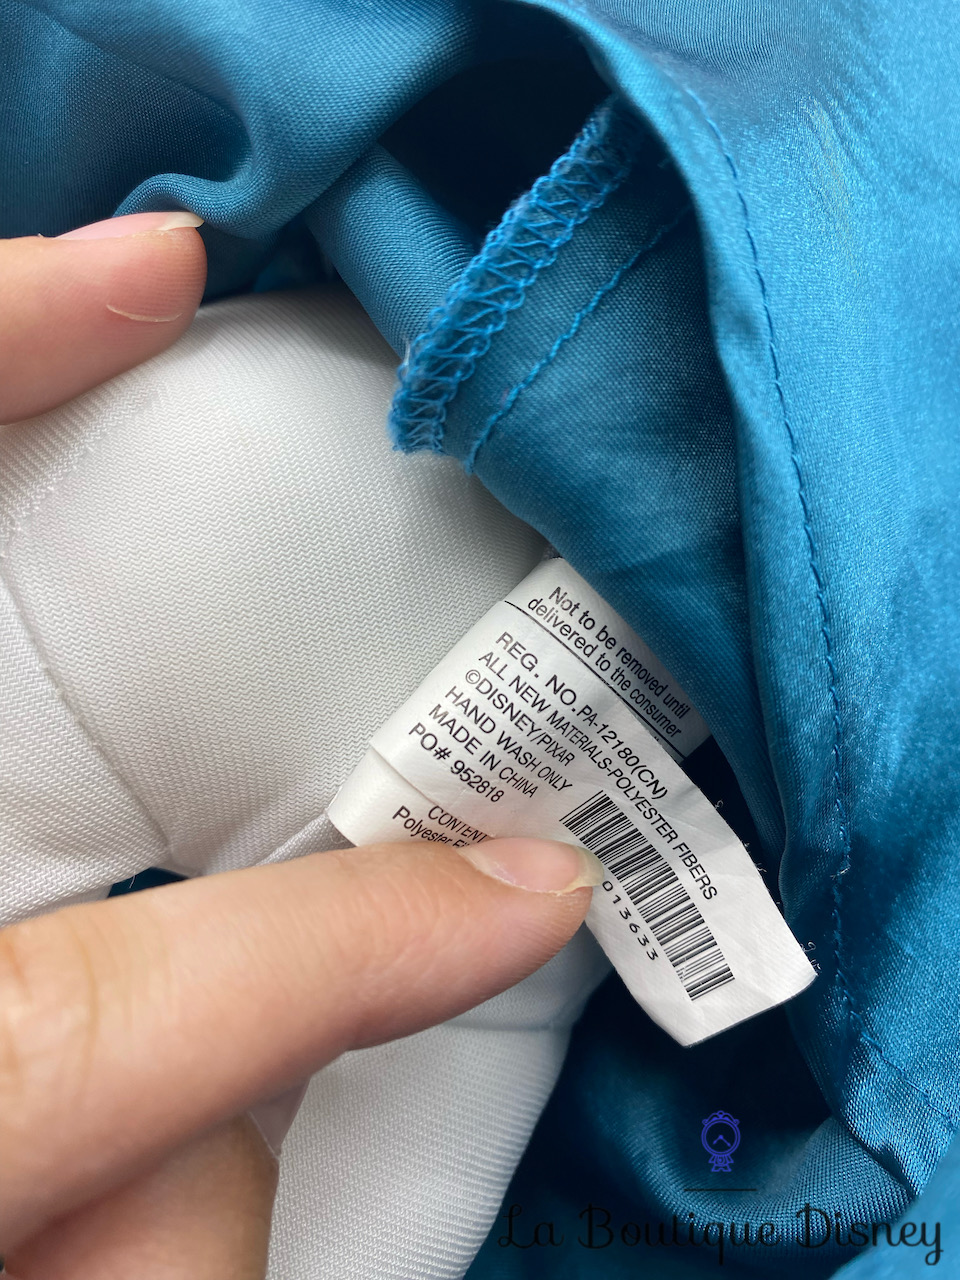 Not to be removed until
delivered to the consumer
REG. NO.PA-12180(CN)
ALL NEW MATERIALS-POLYESTER FIBERS
©DISNEY/PIXAR
HAND WASH ONLY
MADE IN CHINA
PO# 952818
CONTENT
Polyester
013633
La Boutique Disney